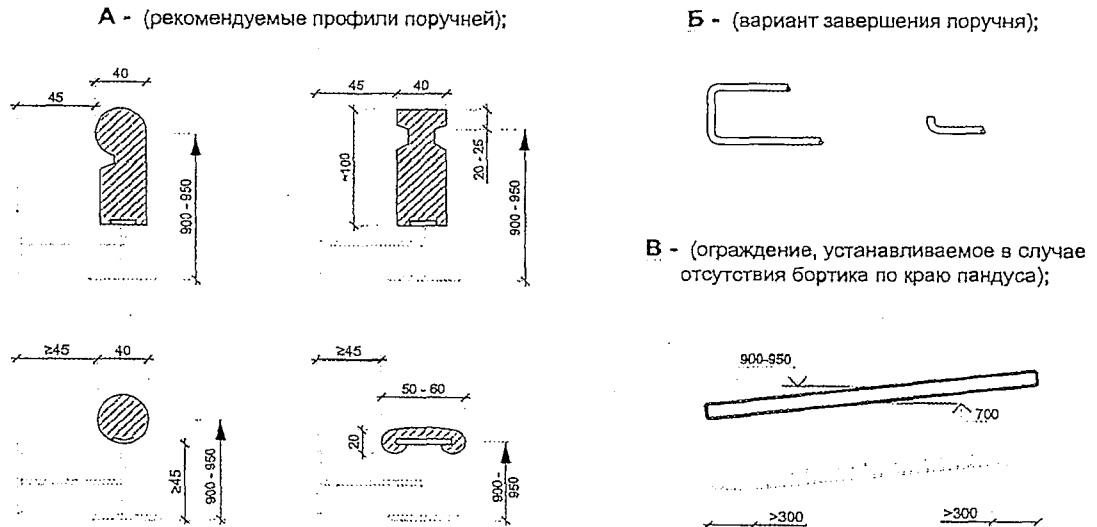 А - (рекомендуемые профили поручней);
40
45
≈100
900 - 950
45
40
20 - 25
900 - 950
≥45
40
≥45
900 - 950
≥45
50 - 60
20
900 - 950
Б - (вариант завершения поручня);
В - (ограждение, устанавливаемое в случае
отсутствия бортика по краю пандуса);
900-950
700
>300
>300